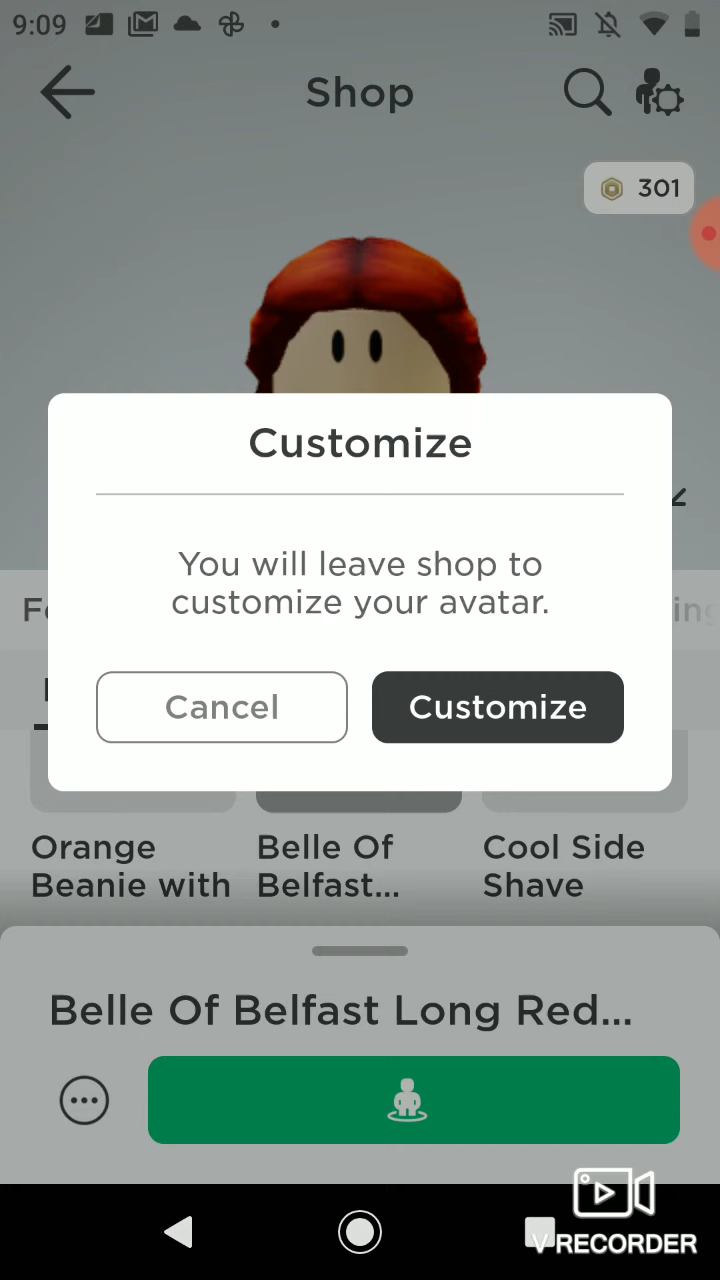 9:09
Shop
301
Customize
You will leave shop to
customize your avatar.
Cancel
Customize
Orange
Beanie with
Belle Of
Belfast...
Cool Side
Shave
Belle Of Belfast Long Red...
V RECORDER